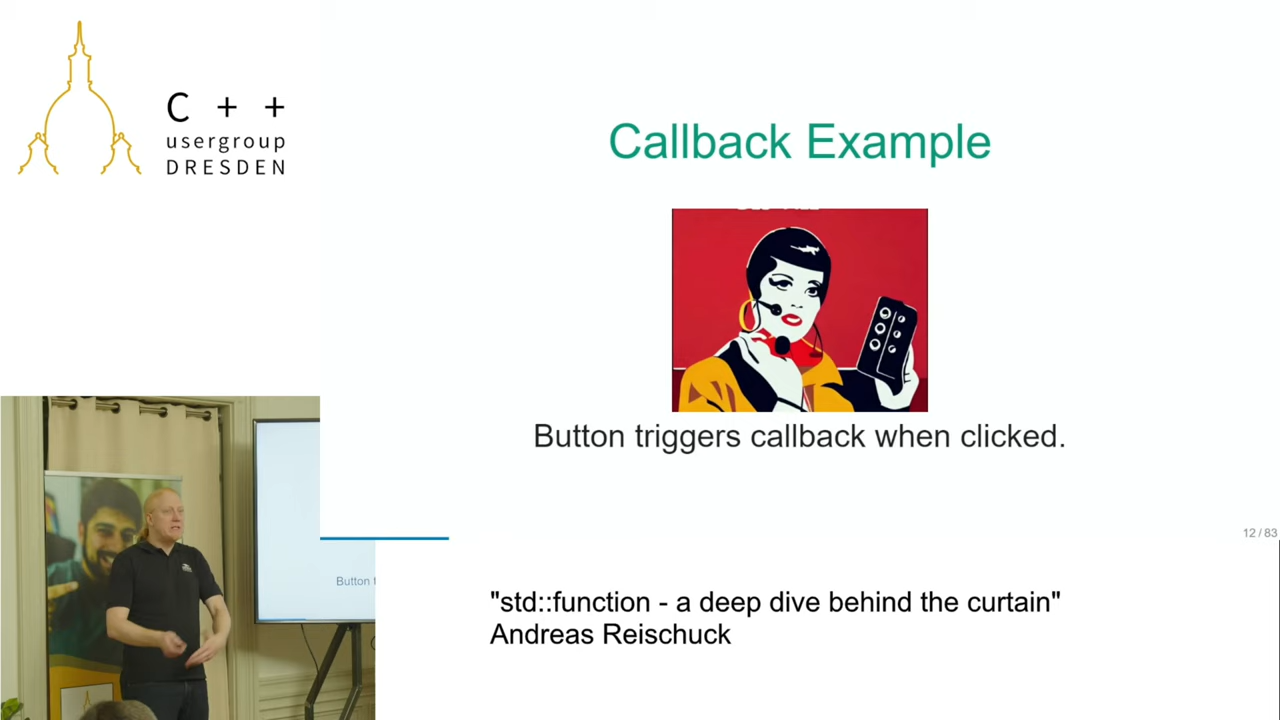 C + +
usergroup
DRESDEN
Callback Example
Button triggers callback when clicked.
12 / 83
Button
"std::function - a deep dive behind the curtain"
Andreas Reischuck